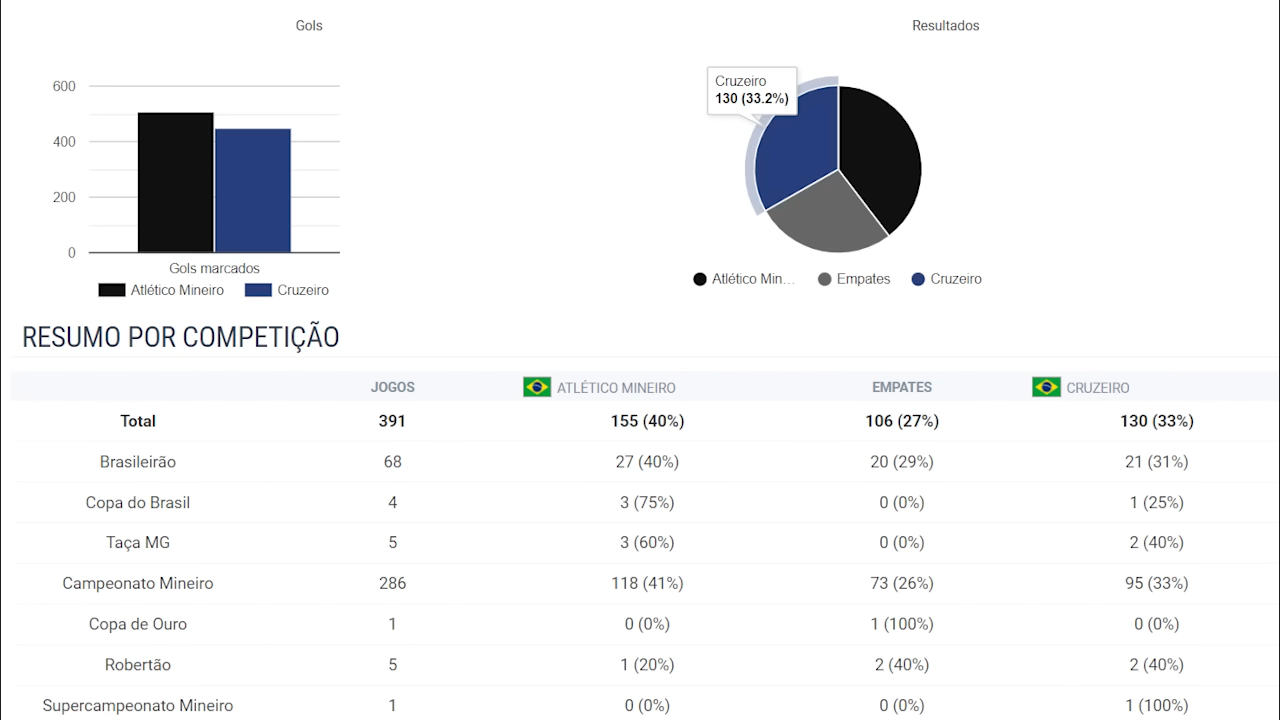 Gols
Resultados
600
400
200
0
Gols marcados
Atlético Mineiro Cruzeiro
Cruzeiro
130 (33.2%)
Atlético Min... Empates Cruzeiro
RESUMO POR COMPETIÇÃO
JOGOS ATLÉTICO MINEIRO EMPATES CRUZEIRO
Total 391 155 (40%) 106 (27%) 130 (33%)
Brasileirão 68 27 (40%) 20 (29%) 21 (31%)
Copa do Brasil 4 3 (75%) 0 (0%) 1 (25%)
Taça MG 5 3 (60%) 0 (0%) 2 (40%)
Campeonato Mineiro 286 118 (41%) 73 (26%) 95 (33%)
Copa de Ouro 1 0 (0%) 1 (100%) 0 (0%)
Robertão 5 1 (20%) 2 (40%) 2 (40%)
Supercampeonato Mineiro 1 0 (0%) 0 (0%) 1 (100%)